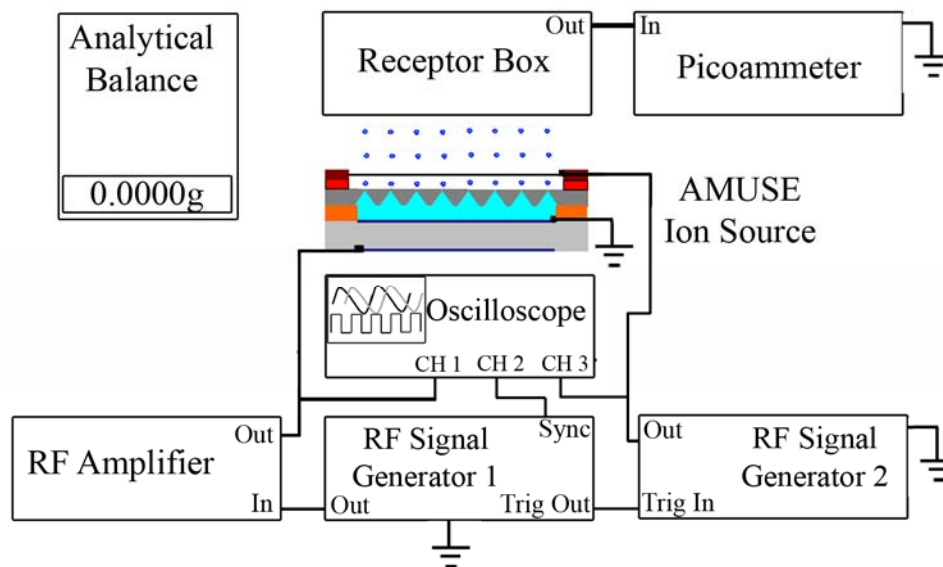 Analytical
Balance
0.0000g
Out
Receptor Box
In
Picoammeter
AMUSE
Ion Source
Oscilloscope
CH 1 CH 2 CH 3
Out
RF Amplifier
In
Sync
RF Signal
Generator 1
Out
Trig Out
Out
RF Signal
Generator 2
Trig In